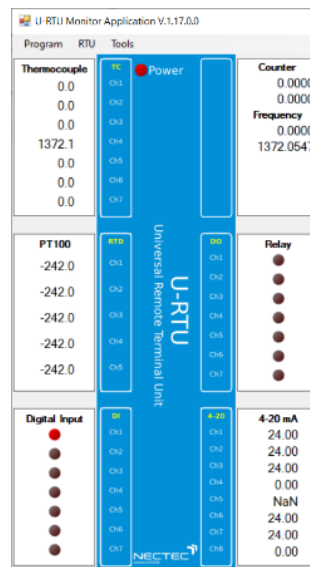 U-RTU Monitor Application V.1.17.0.0
Program RTU Tools
Thermocouple
0.0
0.0
0.0
1372.1
0.0
0.0
0.0
TC
Ch1
Ch2
Ch3
Ch4
Ch5
Ch6
Ch7
Power
Counter
0.0000
0.0000
Frequency
0.0000
1372.0547
PT100
-242.0
-242.0
-242.0
-242.0
-242.0
RTD
Ch1
Ch2
Ch3
Ch4
Ch5
U-RTU
Universal Remote Terminal Unit
DO
Ch1
Ch2
Ch3
Ch4
Ch5
Ch6
Ch7
Relay
Digital Input
DI
Ch1
Ch2
Ch3
Ch4
Ch5
Ch6
Ch7
NECTEC
4-20
Ch1
Ch2
Ch3
Ch4
Ch5
Ch6
Ch7
Ch8
4-20 mA
24.00
24.00
24.00
0.00
NaN
24.00
24.00
0.00